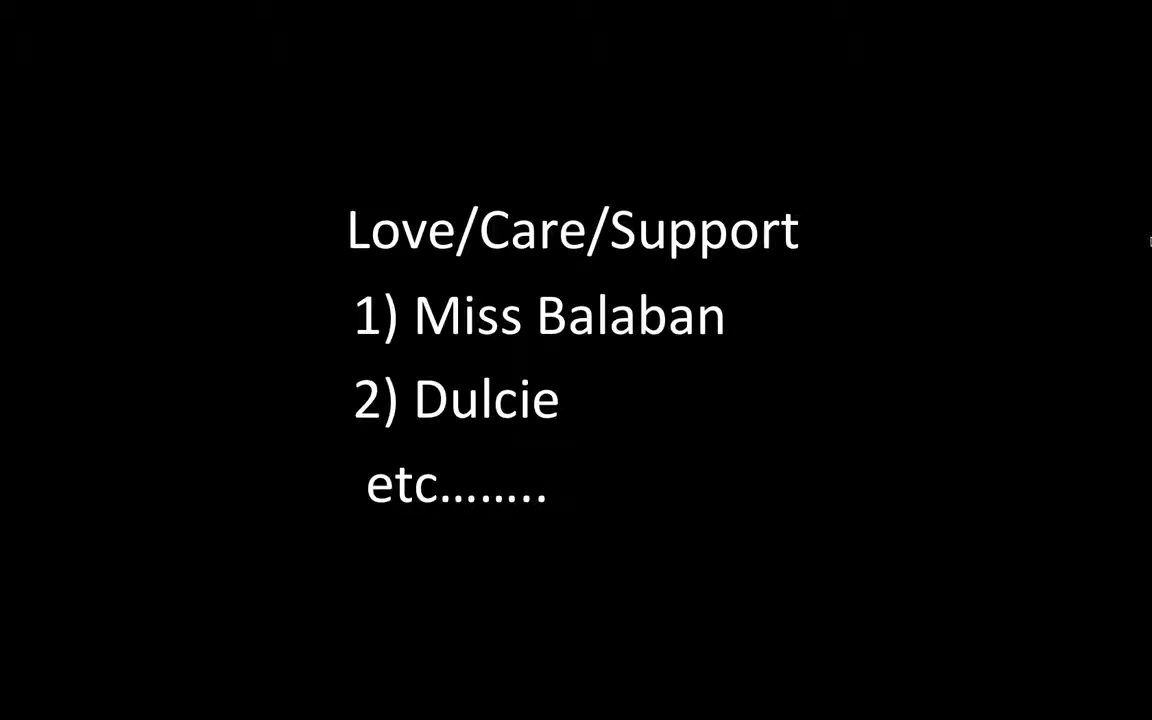 Love/Care/Support
1) Miss Balaban
2) Dulcie
etc……..